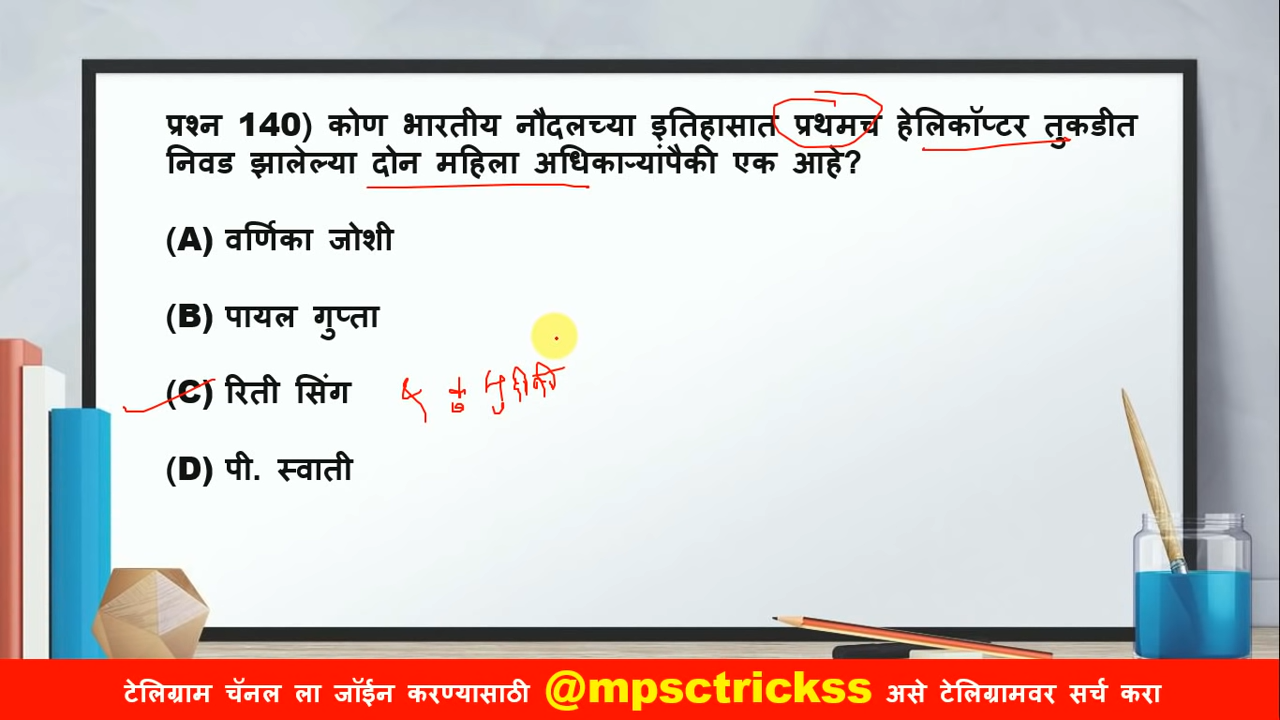 प्रश्न 140) कोण भारतीय नौदलच्या इतिहासात प्रथमच हेलिकॉप्टर तुकडीत
निवड झालेल्या दोन महिला अधिकाऱ्यांपैकी एक आहे?
(A) वर्णिका जोशी
(B) पायल गुप्ता
(C) रिती सिंग
(D) पी. स्वाती
टेलिग्राम चॅनल ला जॉईन करण्यासाठी @mpsctrickss असे टेलिग्रामवर सर्च करा